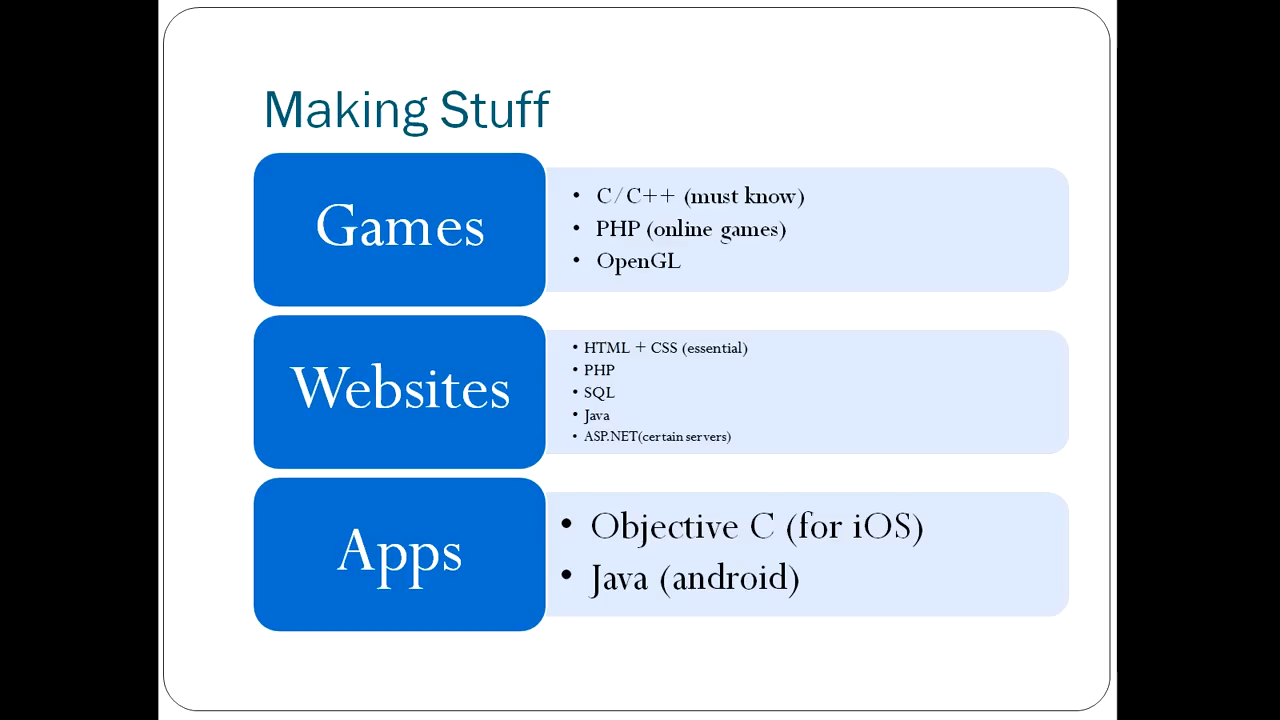 Making Stuff
Games
• C/C++ (must know)
• PHP (online games)
• OpenGL
Websites
• HTML + CSS (essential)
• PHP
• SQL
• Java
• ASP.NET(certain servers)
Apps
• Objective C (for iOS)
• Java (android)